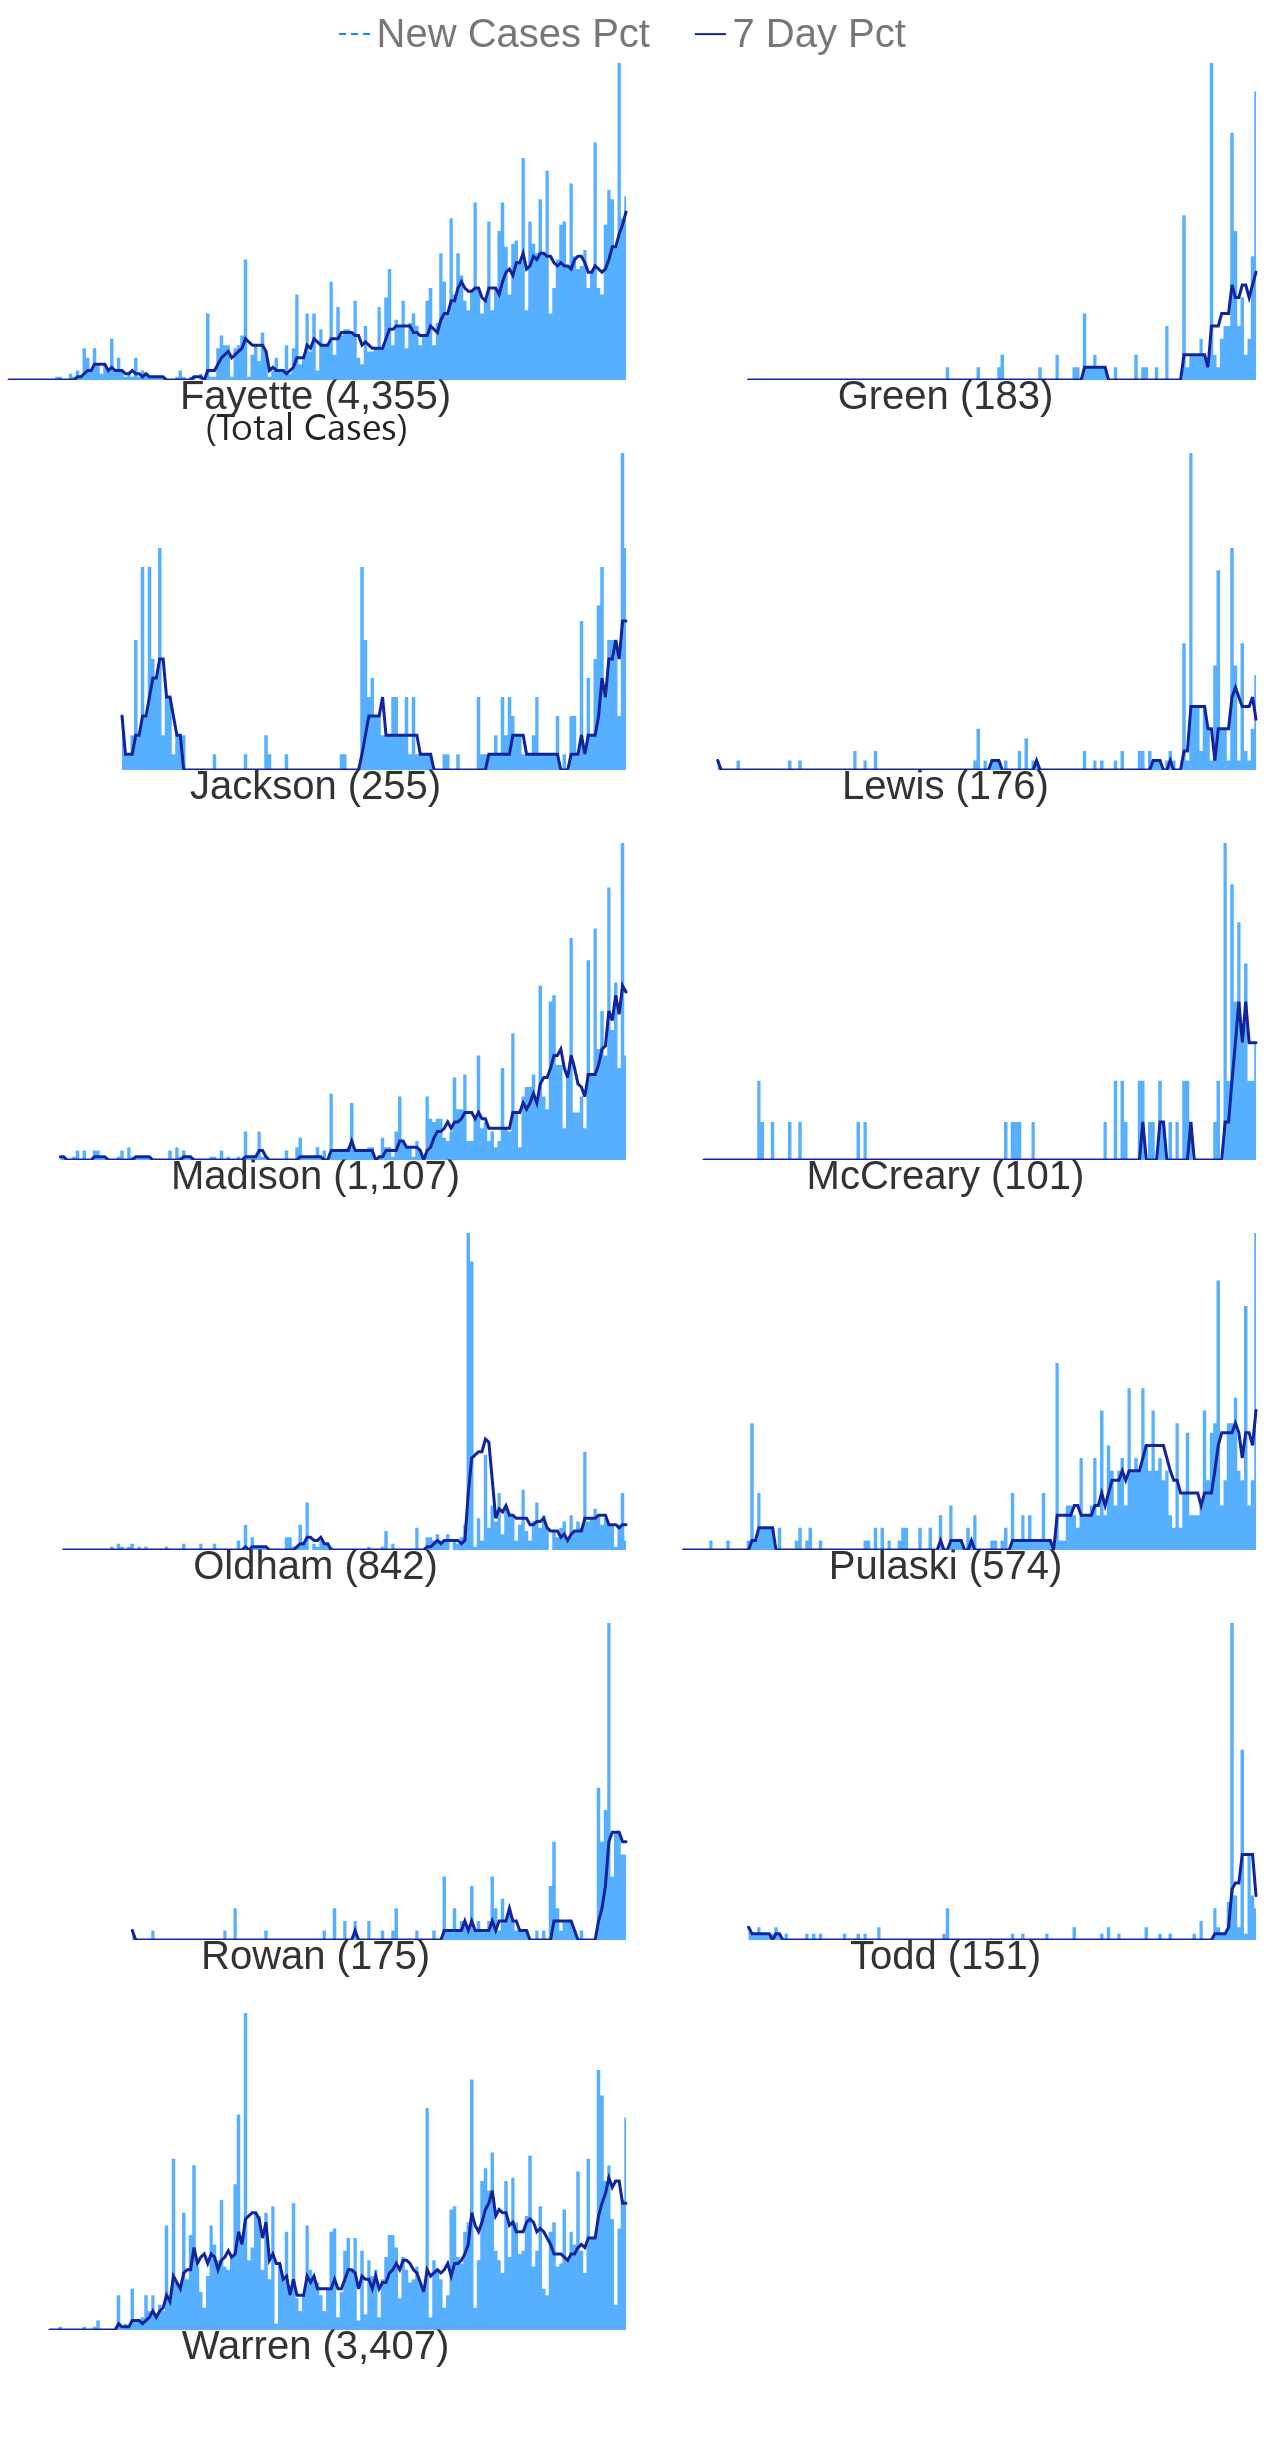 New Cases Pct 7 Day Pct
Fayette (4,355) Green (183)
(Total Cases)
Jackson (255) Lewis (176)
Madison (1,107) McCreary (101)
Oldham (842) Pulaski (574)
Rowan (175) Todd (151)
Warren (3,407)